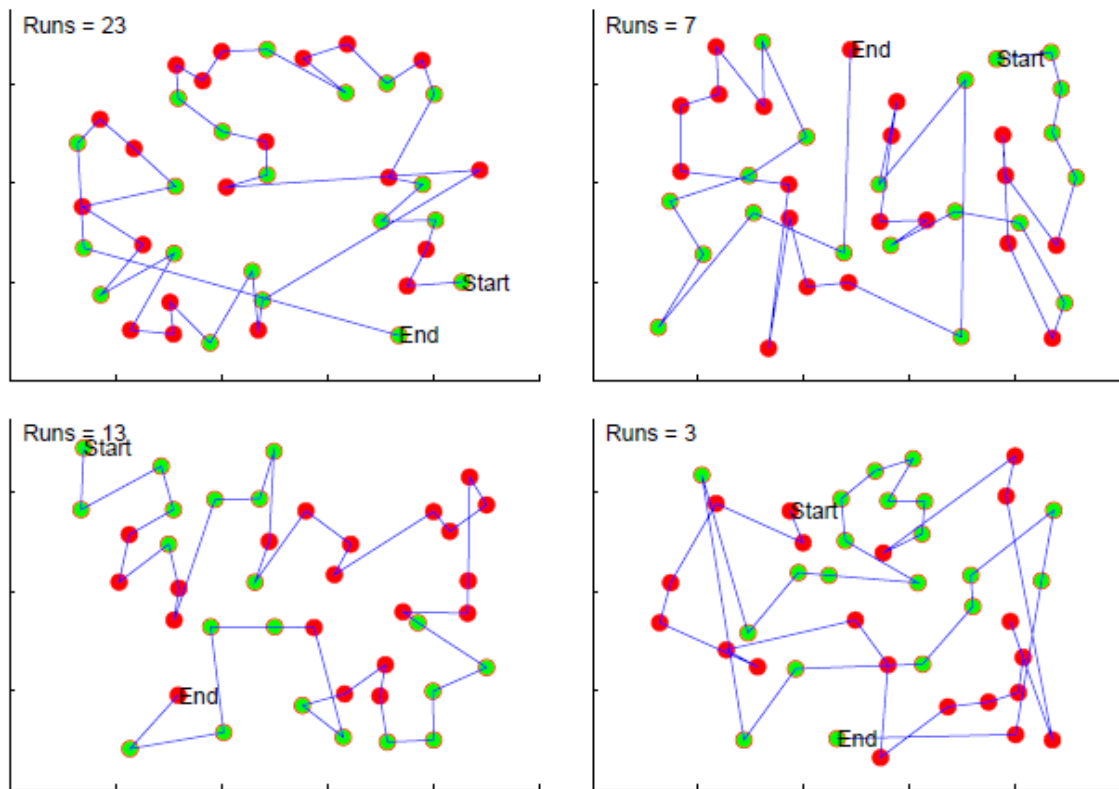 Runs = 23
Start
End
Runs = 7
End
Start
Runs = 13
Start
End
Runs = 3
Start
End